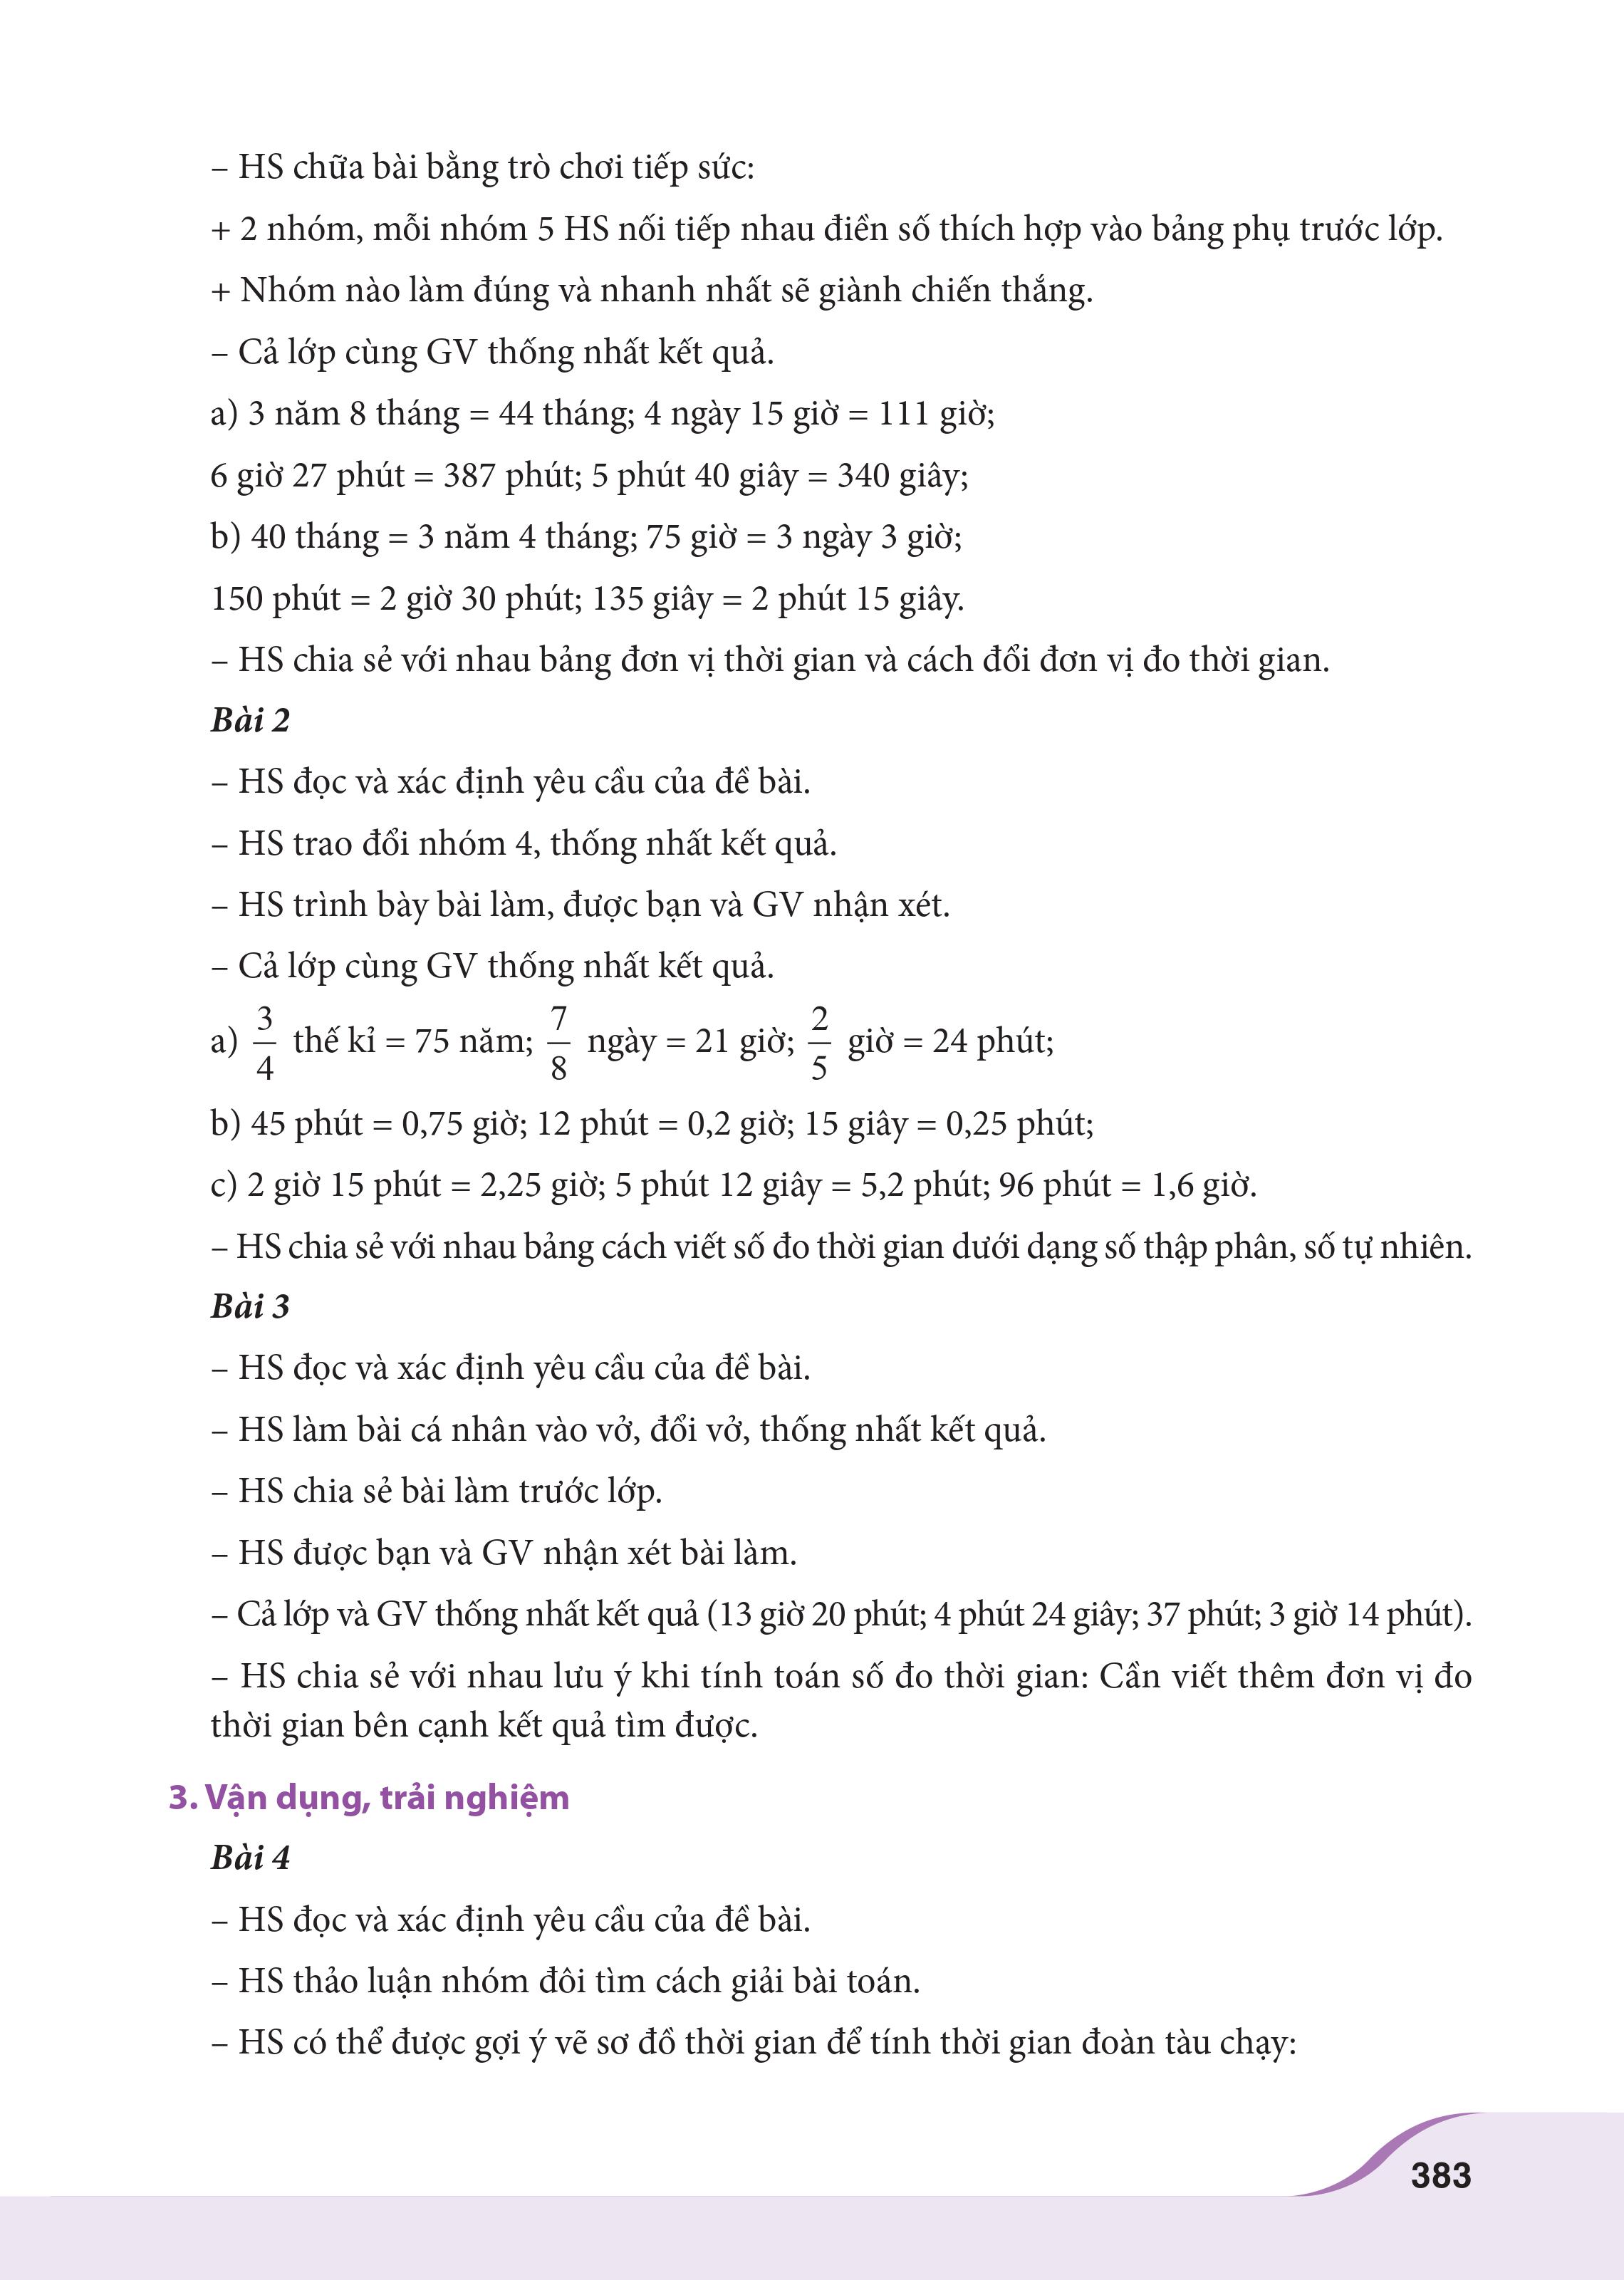 – HS chữa bài bằng trò chơi tiếp sức:
+ 2 nhóm, mỗi nhóm 5 HS nối tiếp nhau điền số thích hợp vào bảng phụ trước lớp.
+ Nhóm nào làm đúng và nhanh nhất sẽ giành chiến thắng.
– Cả lớp cùng GV thống nhất kết quả.
a) 3 năm 8 tháng = 44 tháng; 4 ngày 15 giờ = 111 giờ;
6 giờ 27 phút = 387 phút; 5 phút 40 giây = 340 giây;
b) 40 tháng = 3 năm 4 tháng; 75 giờ = 3 ngày 3 giờ;
150 phút = 2 giờ 30 phút; 135 giây = 2 phút 15 giây.
– HS chia sẻ với nhau bảng đơn vị thời gian và cách đổi đơn vị đo thời gian.
Bài 2
– HS đọc và xác định yêu cầu của đề bài.
– HS trao đổi nhóm 4, thống nhất kết quả.
– HS trình bày bài làm, được bạn và GV nhận xét.
– Cả lớp cùng GV thống nhất kết quả.
a) 3/4 thế kỉ = 75 năm; 7/8 ngày = 21 giờ; 2/5 giờ = 24 phút;
b) 45 phút = 0,75 giờ; 12 phút = 0,2 giờ; 15 giây = 0,25 phút;
c) 2 giờ 15 phút = 2,25 giờ; 5 phút 12 giây = 5,2 phút; 96 phút = 1,6 giờ.
– HS chia sẻ với nhau bảng cách viết số đo thời gian dưới dạng số thập phân, số tự nhiên.
Bài 3
– HS đọc và xác định yêu cầu của đề bài.
– HS làm bài cá nhân vào vở, đổi vở, thống nhất kết quả.
– HS chia sẻ bài làm trước lớp.
– HS được bạn và GV nhận xét bài làm.
– Cả lớp và GV thống nhất kết quả (13 giờ 20 phút; 4 phút 24 giây; 37 phút; 3 giờ 14 phút).
– HS chia sẻ với nhau lưu ý khi tính toán số đo thời gian: Cần viết thêm đơn vị đo
thời gian bên cạnh kết quả tìm được.
3. Vận dụng, trải nghiệm
Bài 4
– HS đọc và xác định yêu cầu của đề bài.
– HS thảo luận nhóm đôi tìm cách giải bài toán.
– HS có thể được gợi ý vẽ sơ đồ thời gian để tính thời gian đoàn tàu chạy:
383